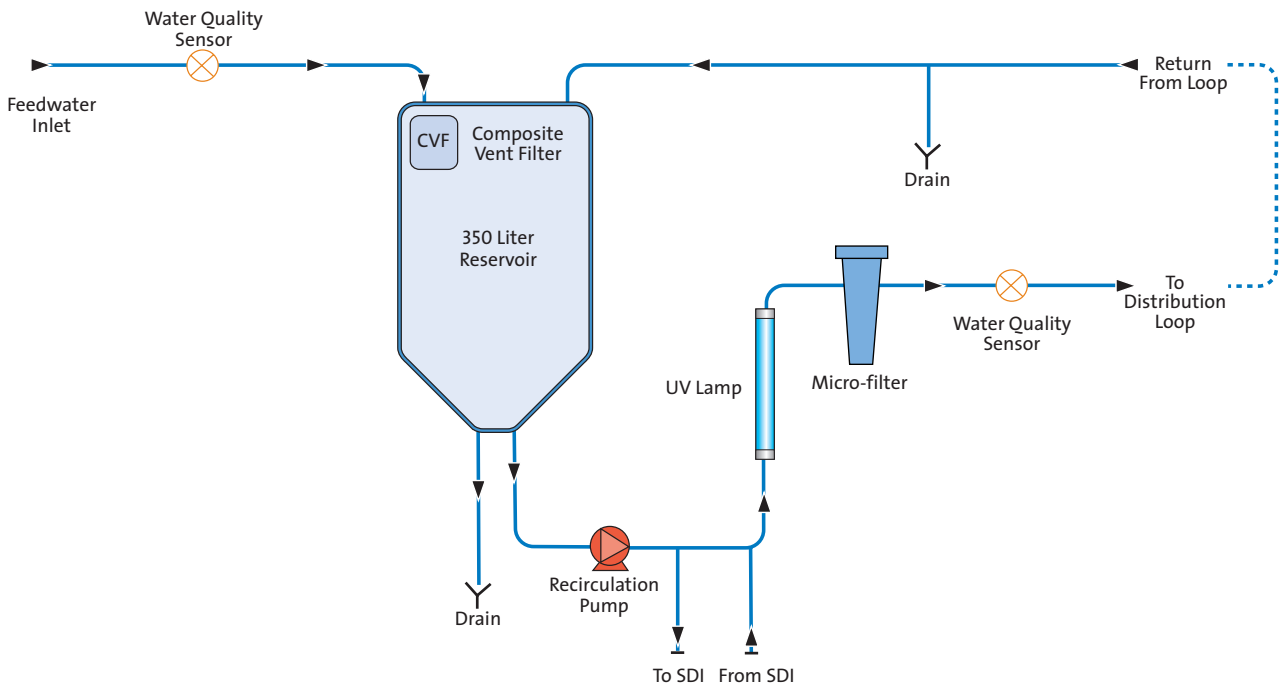 Water Quality
Sensor
Feedwater
Inlet
Return
From Loop
CVF
Composite
Vent Filter
Drain
350 Liter
Reservoir
To
Distribution
Loop
Water Quality
Sensor
UV Lamp
Micro-filter
Recirculation
Pump
Drain
To SDI
From SDI